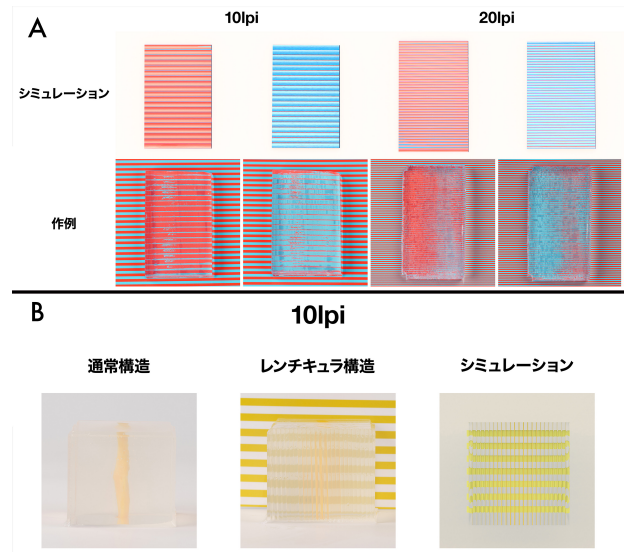 A
10lpi
20lpi
シミュレーション
作例
B
10lpi
通常構造
レンチキュラ構造
シミュレーション